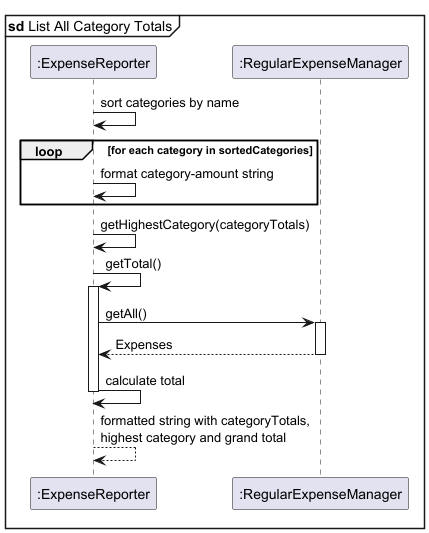 sd List All Category Totals
:ExpenseReporter
:RegularExpenseManager
sort categories by name
loop
[for each category in sortedCategories]
format category-amount string
getHighestCategory(categoryTotals)
getTotal()
getAll()
Expenses
calculate total
formatted string with categoryTotals,
highest category and grand total
:ExpenseReporter
:RegularExpenseManager